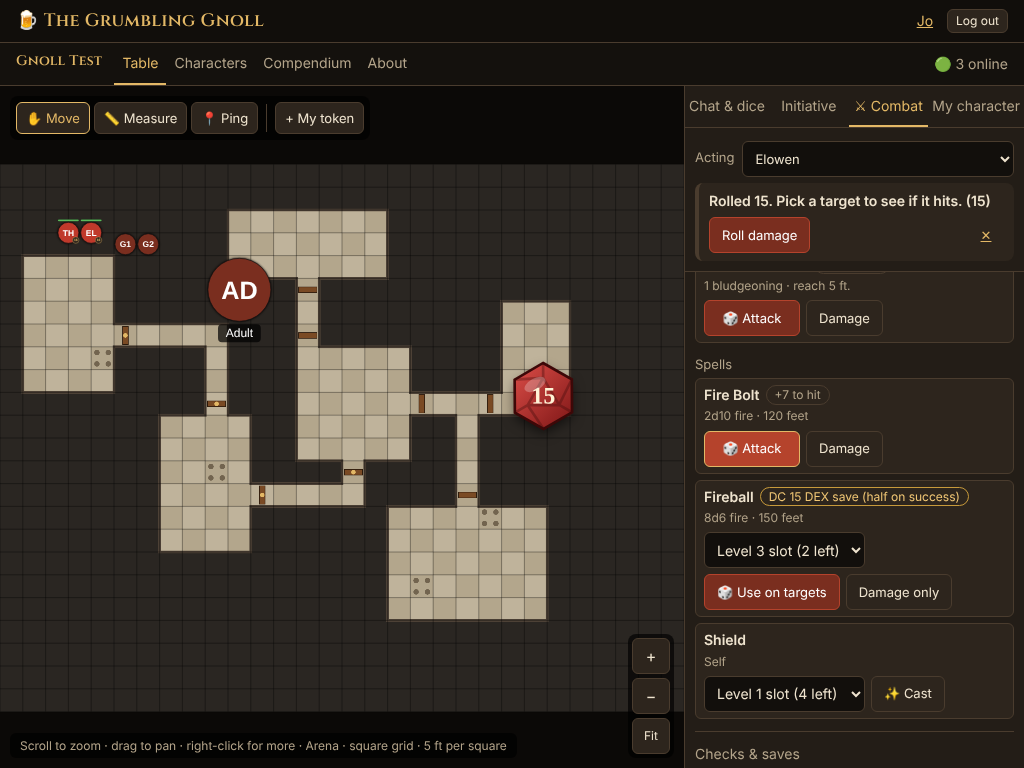 🍺 The Grumbling Gnoll
Jo
Log out
Gnoll Test
Table
Characters
Compendium
About
🟢 3 online
✋ Move
📏 Measure
📍 Ping
+ My token
Chat & dice
Initiative
⚔ Combat
My character
Acting
Elowen
Rolled 15. Pick a target to see if it hits. (15)
Roll damage
×
1 bludgeoning · reach 5 ft.
🎲 Attack
Damage
Spells
Fire Bolt
+7 to hit
2d10 fire · 120 feet
🎲 Attack
Damage
Fireball
DC 15 DEX save (half on success)
8d6 fire · 150 feet
Level 3 slot (2 left)
🎲 Use on targets
Damage only
Shield
Self
Level 1 slot (4 left)
✨ Cast
Checks & saves
TH
EL
G1
G2
AD
Adult
15
+
−
Fit
Scroll to zoom · drag to pan · right-click for more · Arena · square grid · 5 ft per square